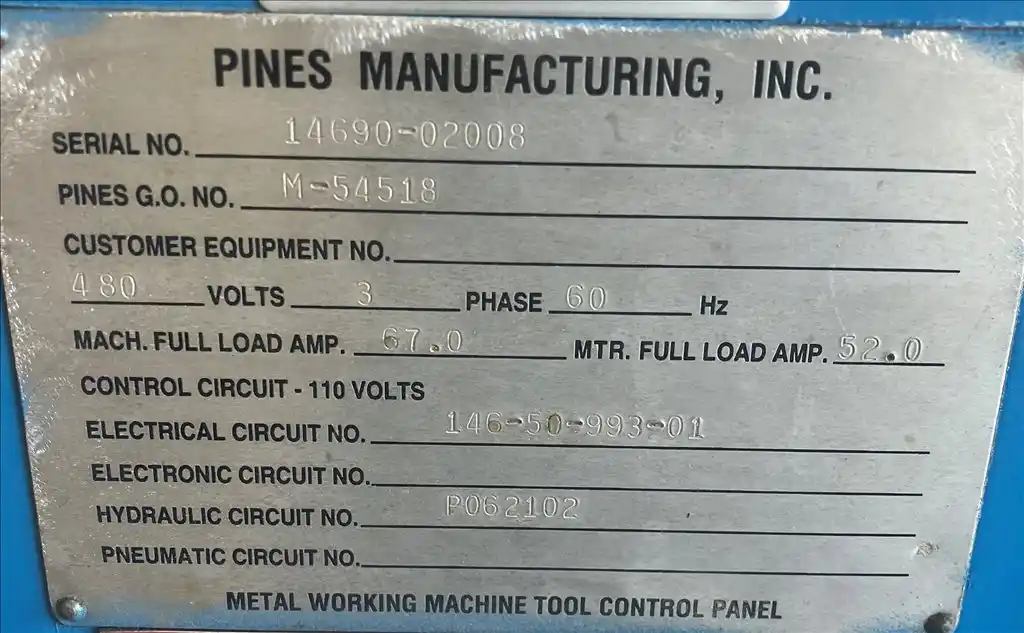 PINES MANUFACTURING, INC.
SERIAL NO. 14690-02008
PINES G.O. NO. M-54518
CUSTOMER EQUIPMENT NO.
480 VOLTS 3 PHASE 60 Hz
MACH. FULL LOAD AMP. 67.0 MTR. FULL LOAD AMP. 52.0
CONTROL CIRCUIT - 110 VOLTS
ELECTRICAL CIRCUIT NO. 146-50-993-01
ELECTRONIC CIRCUIT NO.
HYDRAULIC CIRCUIT NO. P062102
PNEUMATIC CIRCUIT NO.
METAL WORKING MACHINE TOOL CONTROL PANEL